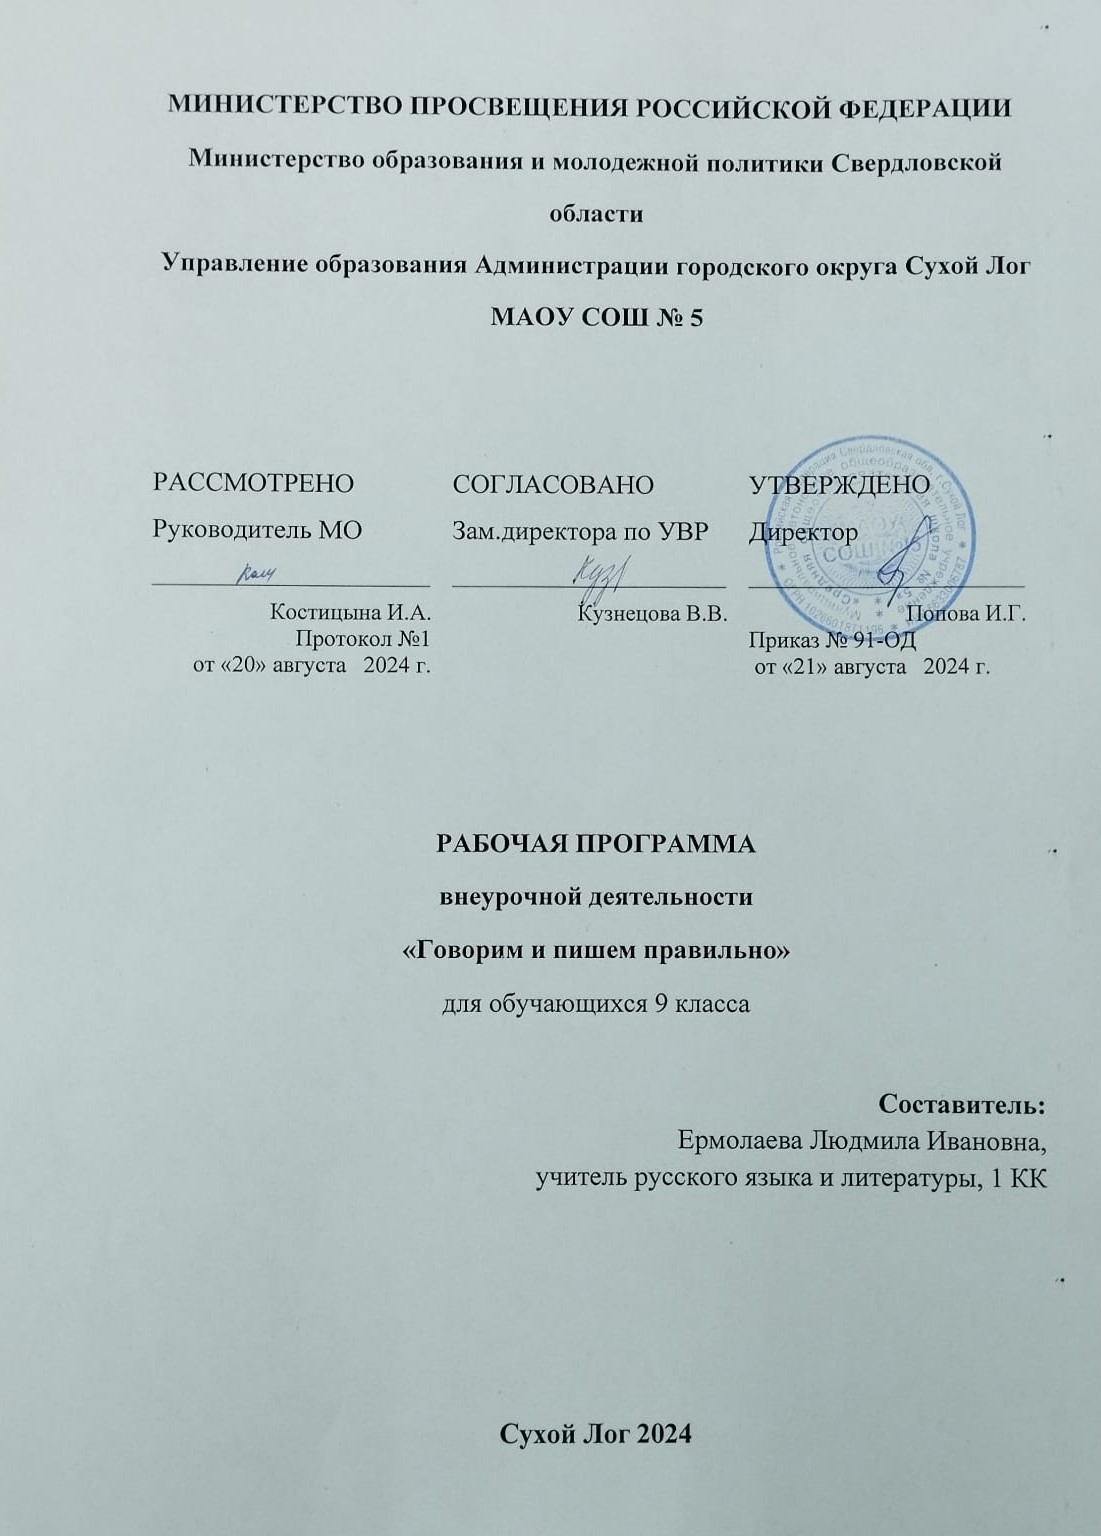 МИНИСТЕРСТВО ПРОСВЕЩЕНИЯ РОССИЙСКОЙ ФЕДЕРАЦИИ
Министерство образования и молодежной политики Свердловской
области
Управление образования Администрации городского округа Сухой Лог
МАОУ СОШ № 5
РАССМОТРЕНО
Руководитель МО
Костицына И.А.
Протокол №1
от «20» августа 2024 г.
СОГЛАСОВАНО
Зам.директора по УВР
Кузнецова В.В.
УТВЕРЖДЕНО
Директор
Попова И.Г.
Приказ № 91-ОД
от «21» августа 2024 г.
СОШ №5
РАБОЧАЯ ПРОГРАММА
внеурочной деятельности
«Говорим и пишем правильно»
для обучающихся 9 класса
Составитель:
Ермолаева Людмила Ивановна,
учитель русского языка и литературы, 1 КК
Сухой Лог 2024